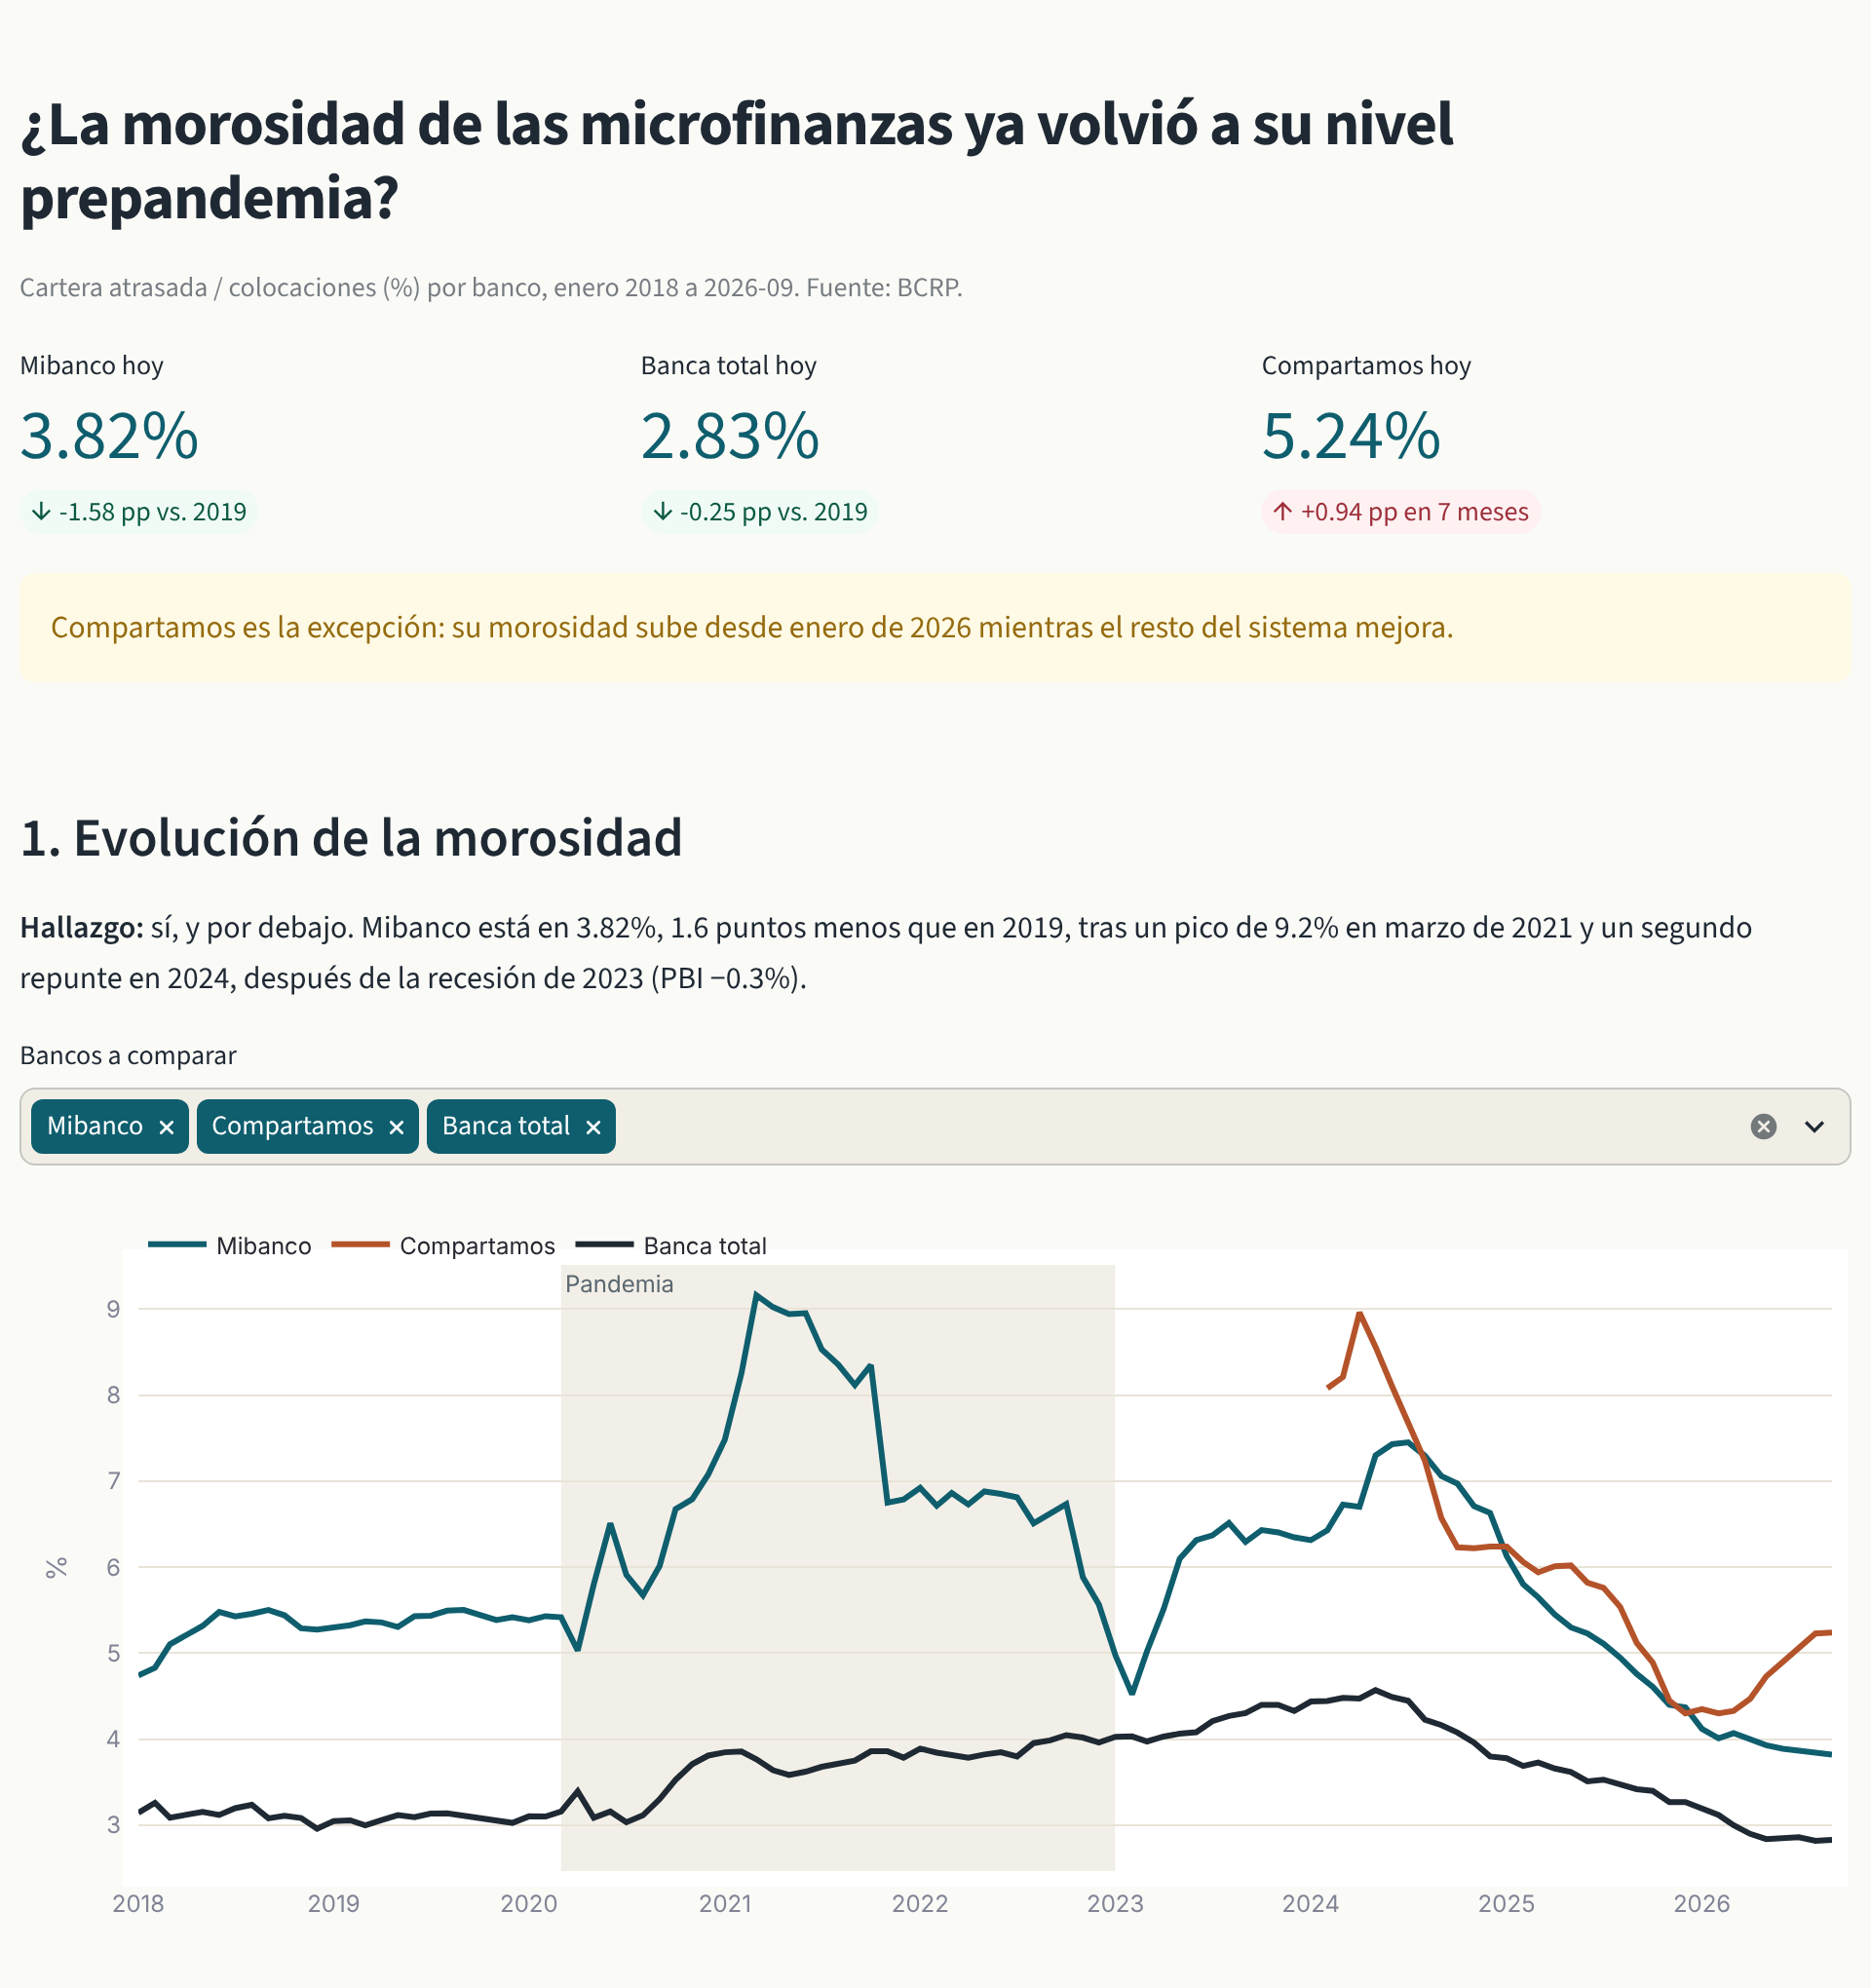 ¿La morosidad de las microfinanzas ya volvió a su nivel
prepandemia?
Cartera atrasada / colocaciones (%) por banco, enero 2018 a 2026-09. Fuente: BCRP.
Mibanco hoy
3.82%
↓ -1.58 pp vs. 2019
Banca total hoy
2.83%
↓ -0.25 pp vs. 2019
Compartamos hoy
5.24%
↑ +0.94 pp en 7 meses
Compartamos es la excepción: su morosidad sube desde enero de 2026 mientras el resto del sistema mejora.
1. Evolución de la morosidad
Hallazgo: sí, y por debajo. Mibanco está en 3.82%, 1.6 puntos menos que en 2019, tras un pico de 9.2% en marzo de 2021 y un segundo
repunte en 2024, después de la recesión de 2023 (PBI −0.3%).
Bancos a comparar
Mibanco × Compartamos × Banca total ×
Mibanco Compartamos Banca total
Pandemia
9
8
7
6
5
4
3
%
2018 2019 2020 2021 2022 2023 2024 2025 2026